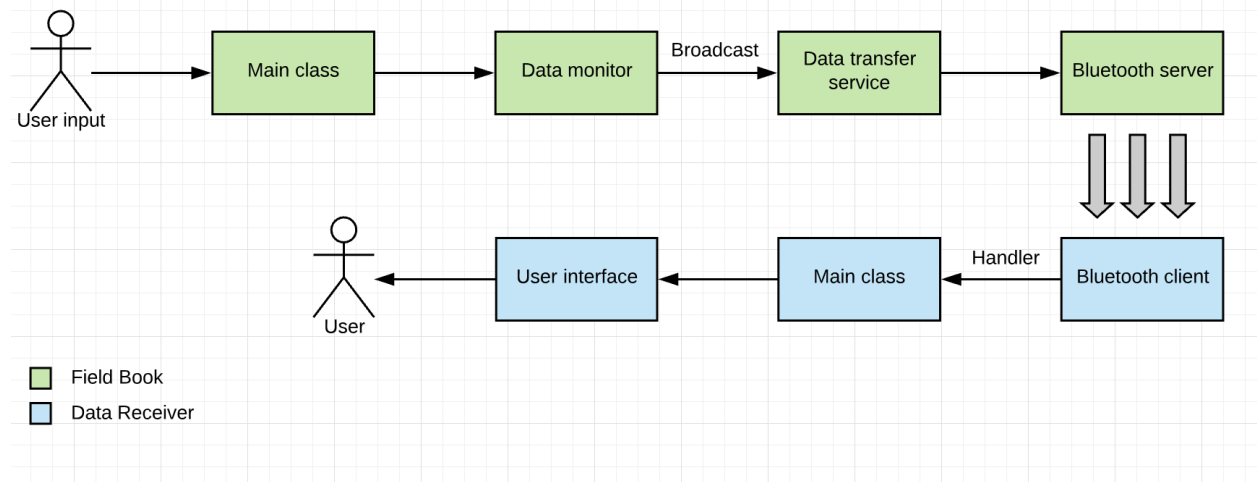 User input
Main class
Data monitor
Broadcast
Data transfer
service
Bluetooth server
User
User interface
Main class
Handler
Bluetooth client
Field Book
Data Receiver